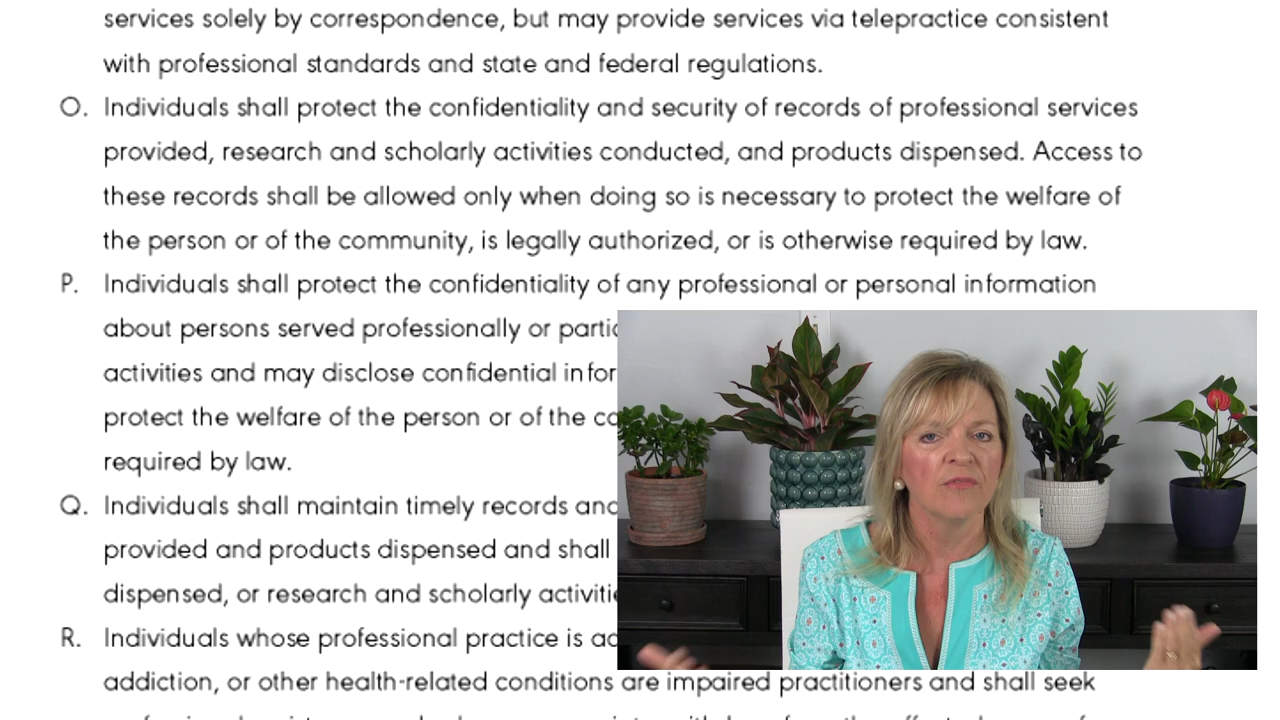 services solely by correspondence, but may provide services via telepractice consistent
with professional standards and state and federal regulations.
O. Individuals shall protect the confidentiality and security of records of professional services
provided, research and scholarly activities conducted, and products dispensed. Access to
these records shall be allowed only when doing so is necessary to protect the welfare of
the person or of the community, is legally authorized, or is otherwise required by law.
P. Individuals shall protect the confidentiality of any professional or personal information
about persons served professionally or partic
activities and may disclose confidential infor
protect the welfare of the person or of the co
required by law.
Q. Individuals shall maintain timely records and
provided and products dispensed and shall
dispensed, or research and scholarly activitie
R. Individuals whose professional practice is ad
addiction, or other health-related conditions are impaired practitioners and shall seek